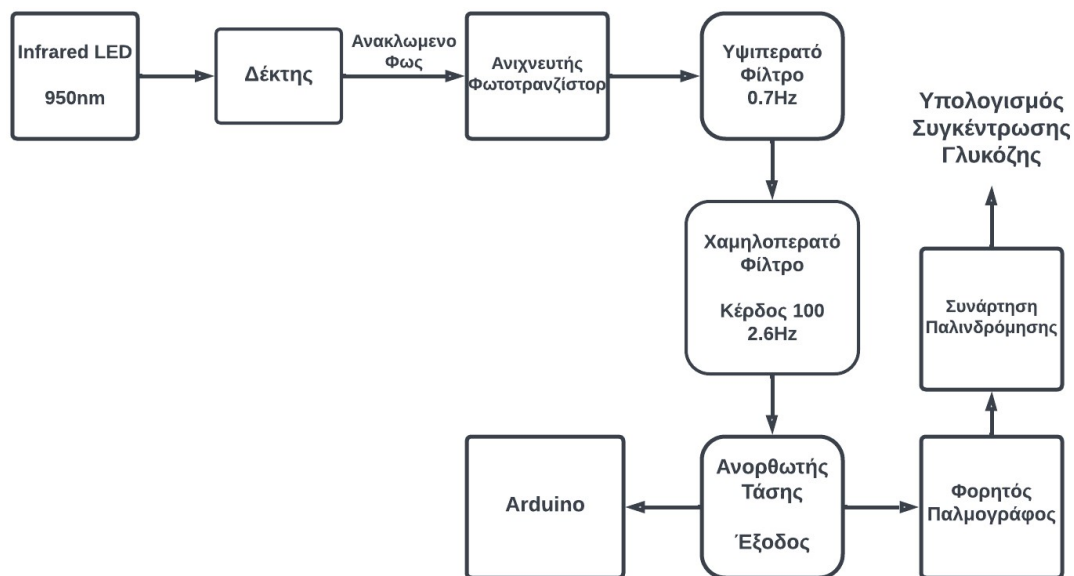 Infrared LED
950nm
Δέκτης
Ανακλωμενο
Φως
Ανιχνευτής
Φωτοτρανζίστορ
Υψιπερατό
Φίλτρο
0.7Hz
Χαμηλοπερατό
Φίλτρο
Κέρδος 100
2.6Hz
Ανορθωτής
Τάσης
Έξοδος
Arduino
Φορητός
Παλμογράφος
Συνάρτηση
Παλινδρόμησης
Υπολογισμός
Συγκέντρωσης
Γλυκόζης